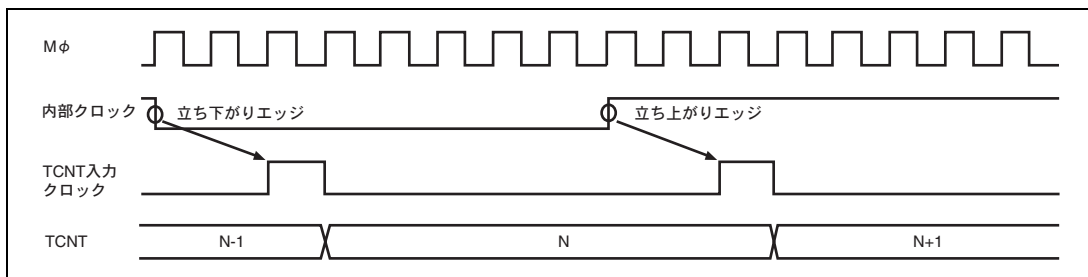 Mφ
内部クロック
立ち下がりエッジ
立ち上がりエッジ
TCNT入力
クロック
TCNT
N-1
N
N+1